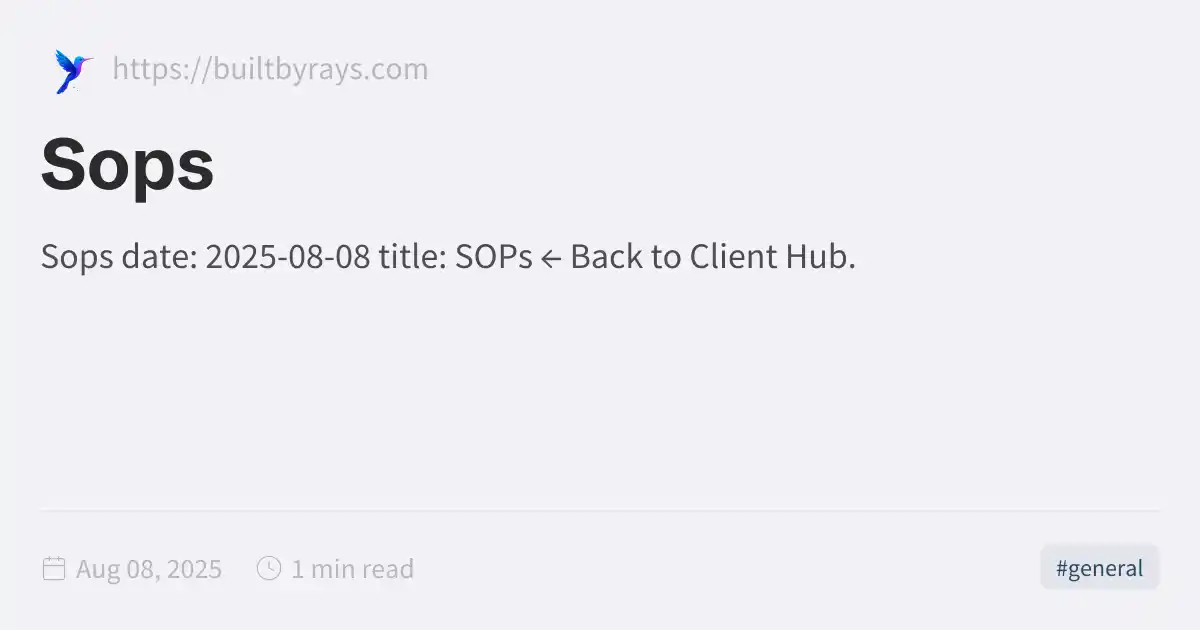 https://builtbyrays.com
Sops
Sops date: 2025-08-08 title: SOPs ← Back to Client Hub.
Aug 08, 2025
1 min read
#general